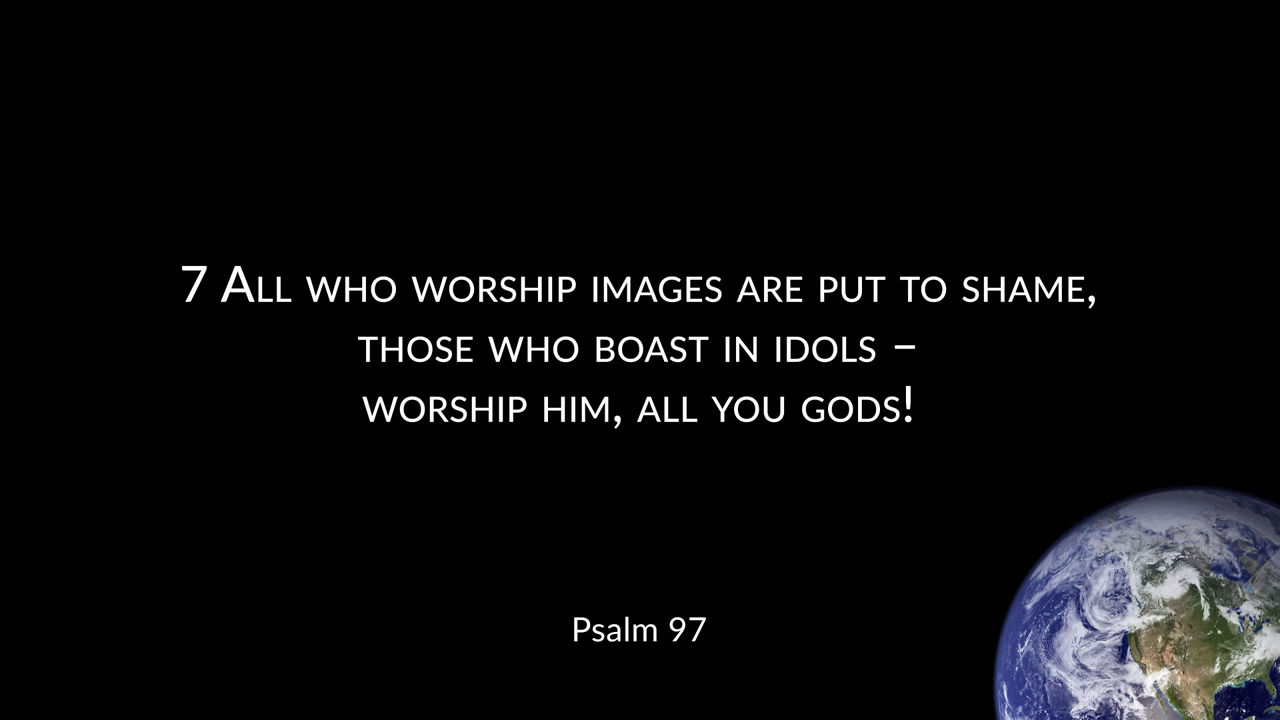 7 All who worship images are put to shame,
those who boast in idols –
worship him, all you gods!
Psalm 97